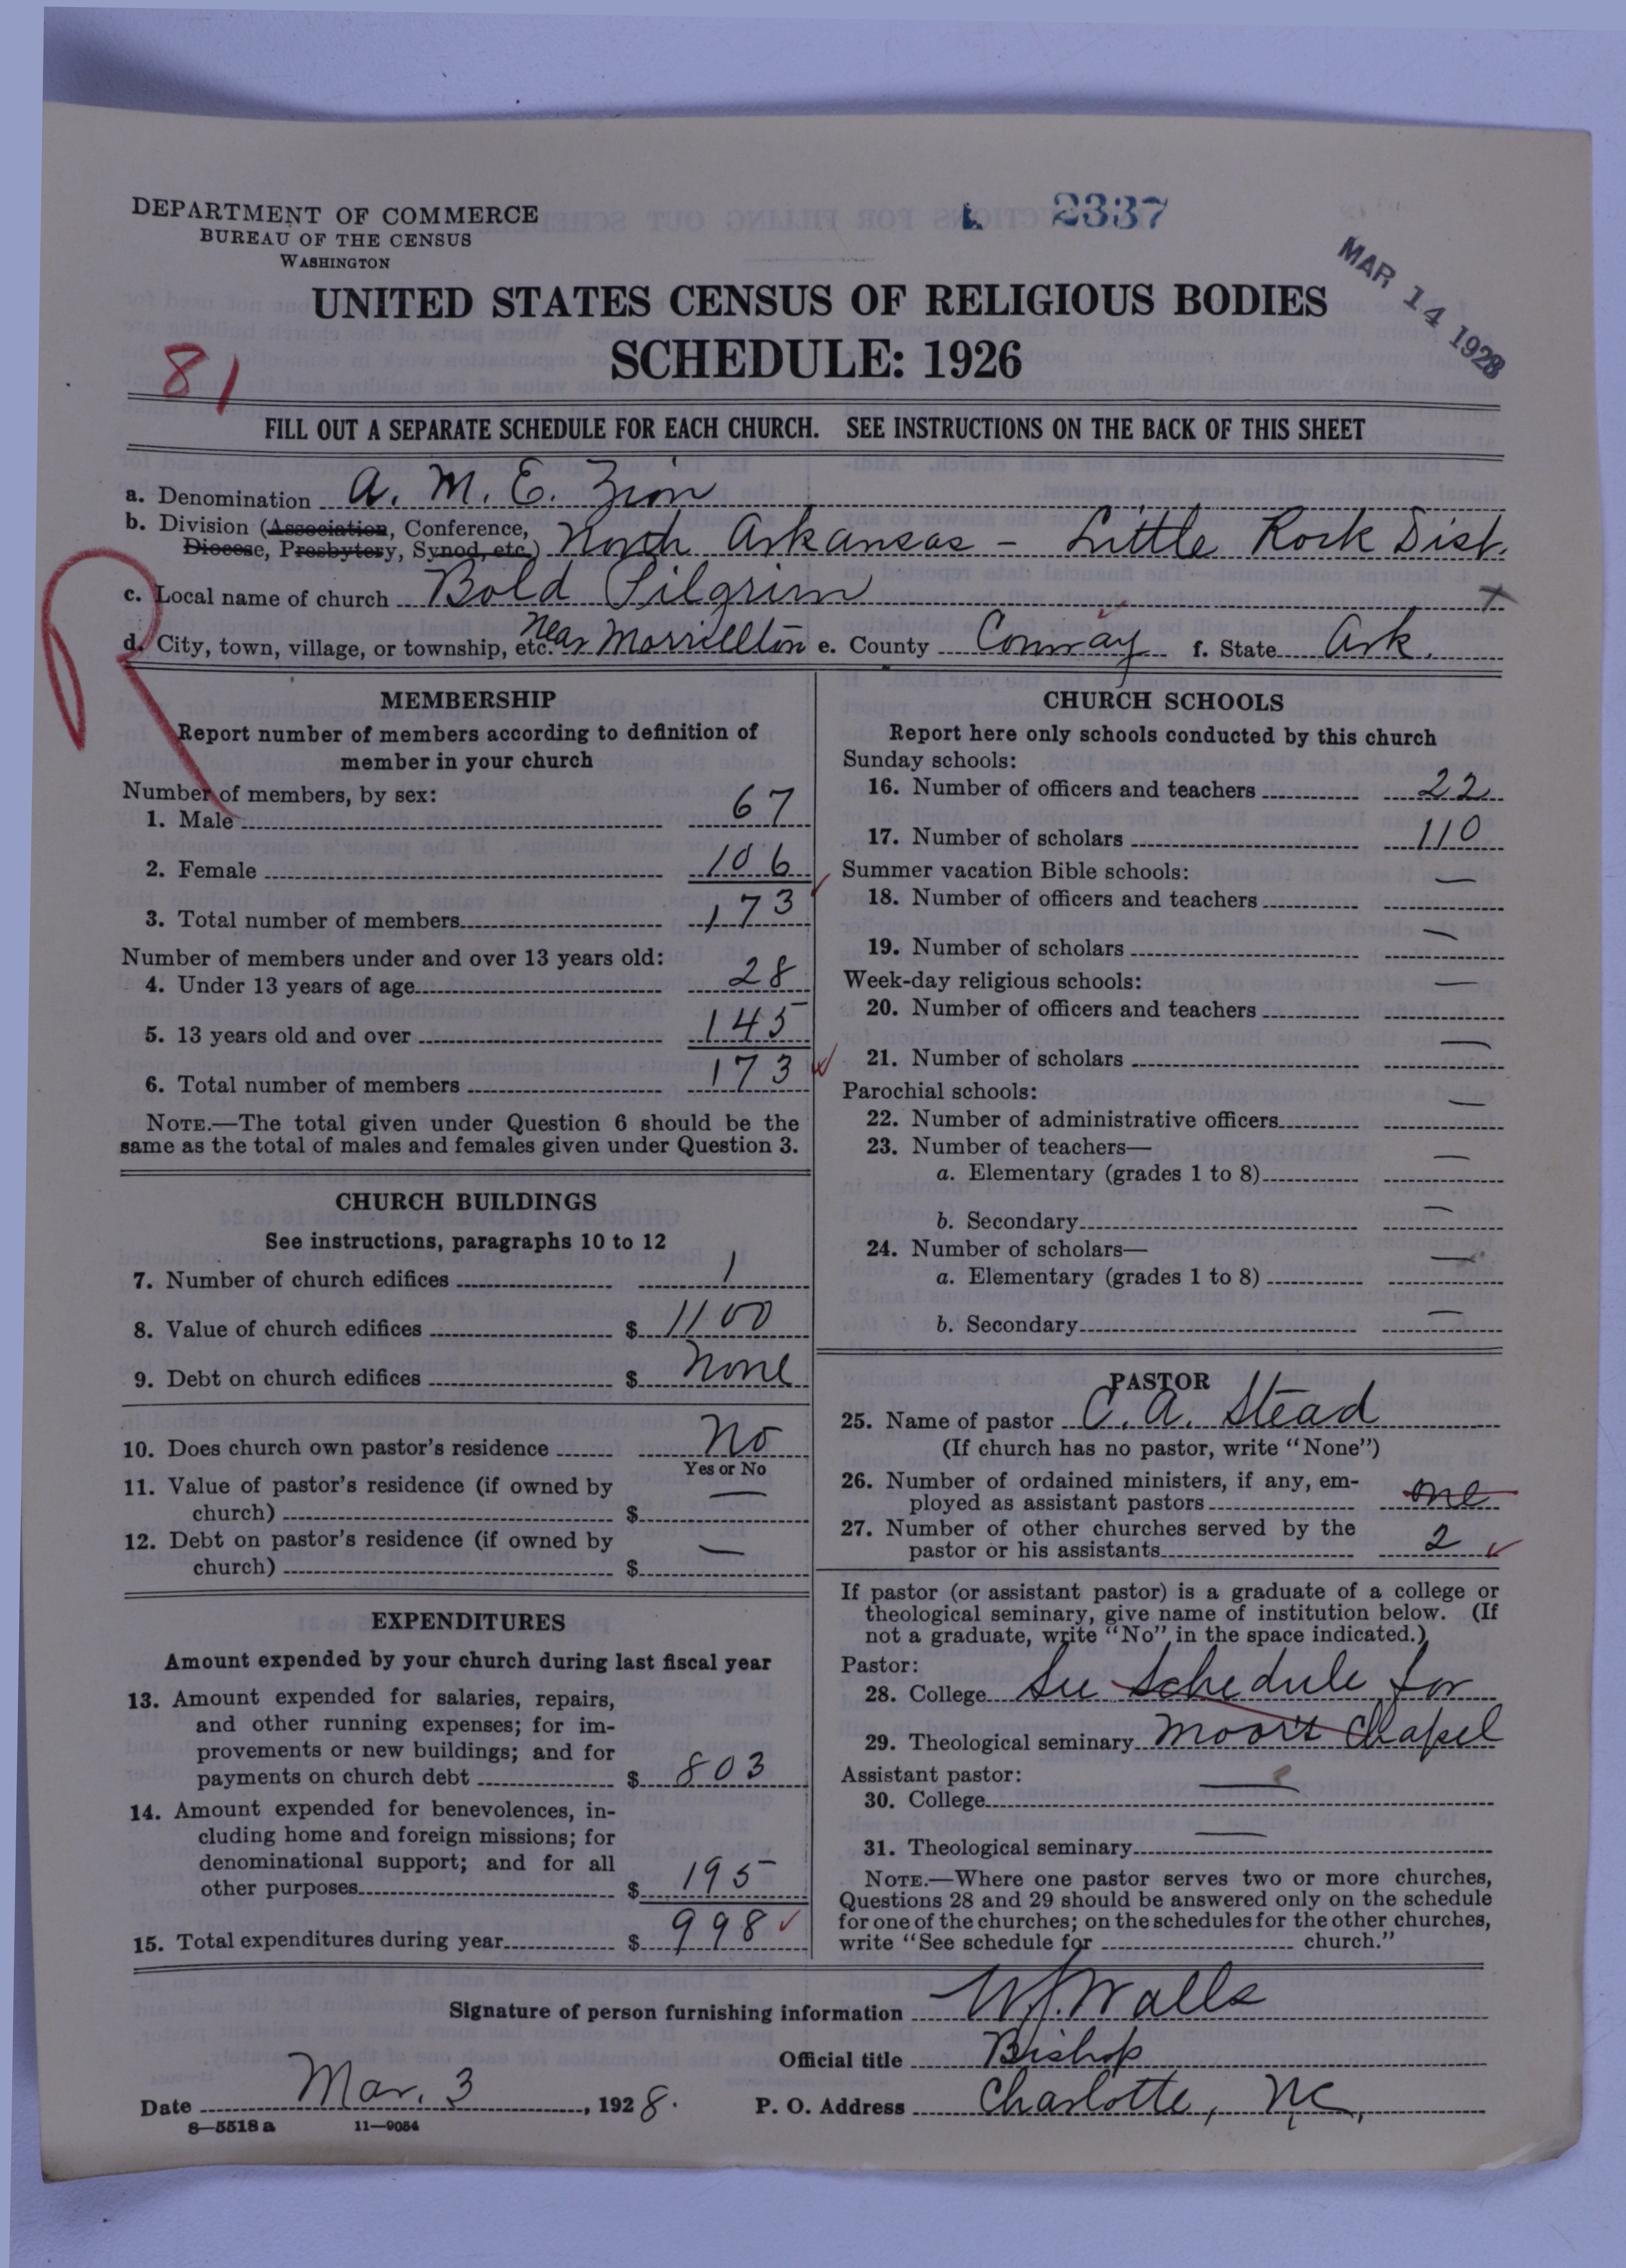 DEPARTMENT OF COMMERCE
BUREAU OF THE CENSUS
WASHINGTON
2337
MAR 14 1928
UNITED STATES CENSUS OF RELIGIOUS BODIES
SCHEDULE: 1926
81
FILL OUT A SEPARATE SCHEDULE FOR EACH CHURCH. SEE INSTRUCTIONS ON THE BACK OF THIS SHEET
a. Denomination A. M. E. Zion
b. Division (Association, Conference,
Diocese, Presbytery, Synod, etc.) North Arkansas - Little Rock Dist.
R
c. Local name of church Bold Pilgrim
d. City, town, village, or township, etc. Near Morrillton e. County Conway f. State Ark.
MEMBERSHIP
Report number of members according to definition of
member in your church
Number of members, by sex:
1. Male 67
2. Female 106
3. Total number of members 173
Number of members under and over 13 years old:
4. Under 13 years of age 28
5. 13 years old and over 145
6. Total number of members 173
NOTE.—The total given under Question 6 should be the
same as the total of males and females given under Question 3.
CHURCH BUILDINGS
See instructions, paragraphs 10 to 12
7. Number of church edifices 1
8. Value of church edifices $ 1100
9. Debt on church edifices $ None
10. Does church own pastor's residence No
Yes or No
11. Value of pastor's residence (if owned by
church) $ —
12. Debt on pastor's residence (if owned by
church) $ —
EXPENDITURES
Amount expended by your church during last fiscal year
13. Amount expended for salaries, repairs,
and other running expenses; for im-
provements or new buildings; and for
payments on church debt $ 803
14. Amount expended for benevolences, in-
cluding home and foreign missions; for
denominational support; and for all
other purposes $ 195
15. Total expenditures during year $ 998
CHURCH SCHOOLS
Report here only schools conducted by this church
Sunday schools:
16. Number of officers and teachers 22
17. Number of scholars 110
Summer vacation Bible schools:
18. Number of officers and teachers —
19. Number of scholars —
Week-day religious schools:
20. Number of officers and teachers —
21. Number of scholars —
Parochial schools:
22. Number of administrative officers —
23. Number of teachers—
a. Elementary (grades 1 to 8) —
b. Secondary —
24. Number of scholars—
a. Elementary (grades 1 to 8) —
b. Secondary —
PASTOR
25. Name of pastor C. A. Stead
(If church has no pastor, write "None")
26. Number of ordained ministers, if any, em-
ployed as assistant pastors one
27. Number of other churches served by the
pastor or his assistants 2
If pastor (or assistant pastor) is a graduate of a college or
theological seminary, give name of institution below. (If
not a graduate, write "No" in the space indicated.)
Pastor:
28. College See Schedule for
29. Theological seminary Moor's Chapel
Assistant pastor:
30. College —
31. Theological seminary —
NOTE.—Where one pastor serves two or more churches,
Questions 28 and 29 should be answered only on the schedule
for one of the churches; on the schedules for the other churches,
write "See schedule for church."
Signature of person furnishing information W. J. Walls
Official title Bishop
Date Mar. 3, 1928. P. O. Address Charlotte, N.C.
8—5518a 11—9054